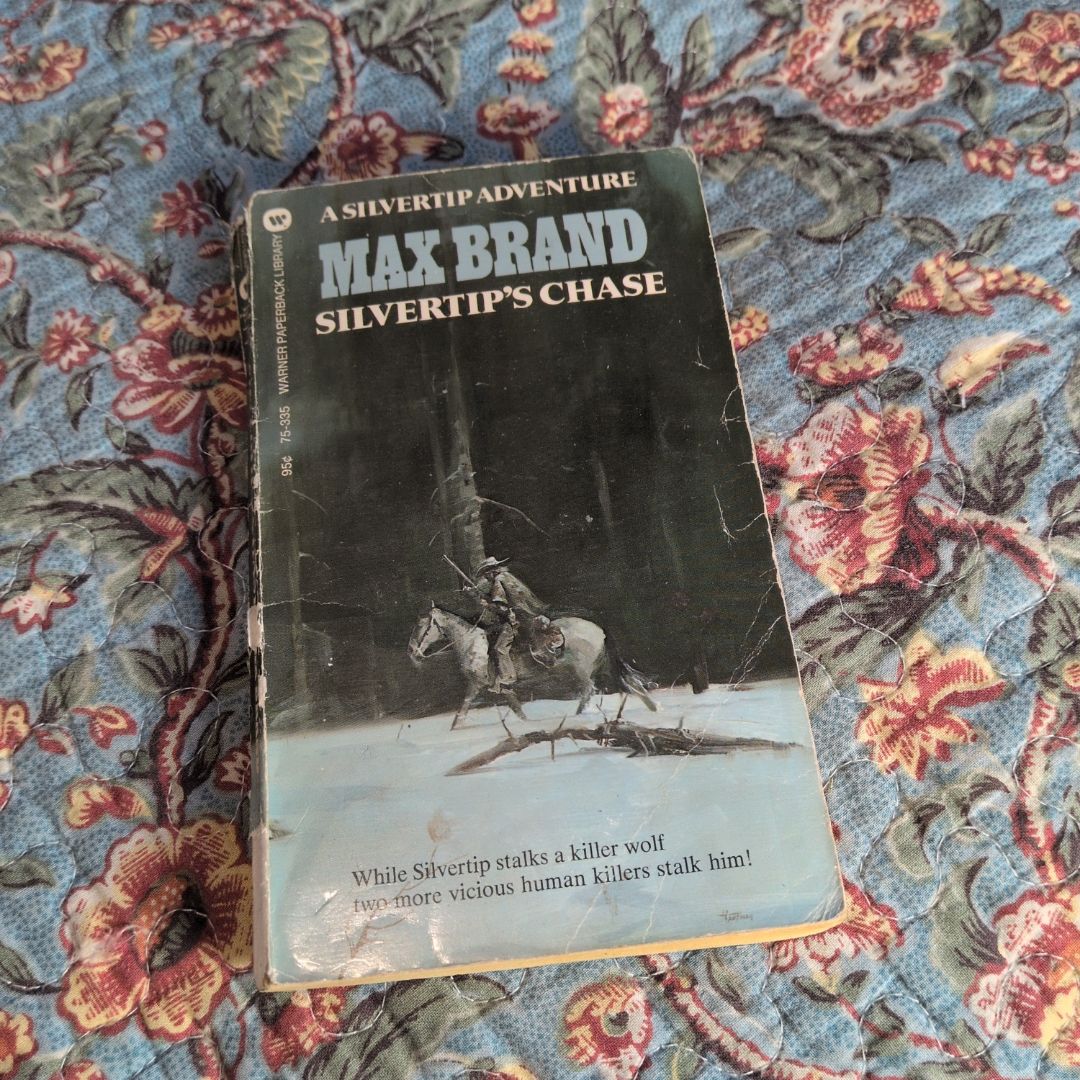 A SILVERTIP ADVENTURE
MAX BRAND
SILVERTIP'S CHASE
W
95¢ 75-335 WARNER PAPERBACK LIBRARY
While Silvertip stalks a killer wolf
two more vicious human killers stalk him!